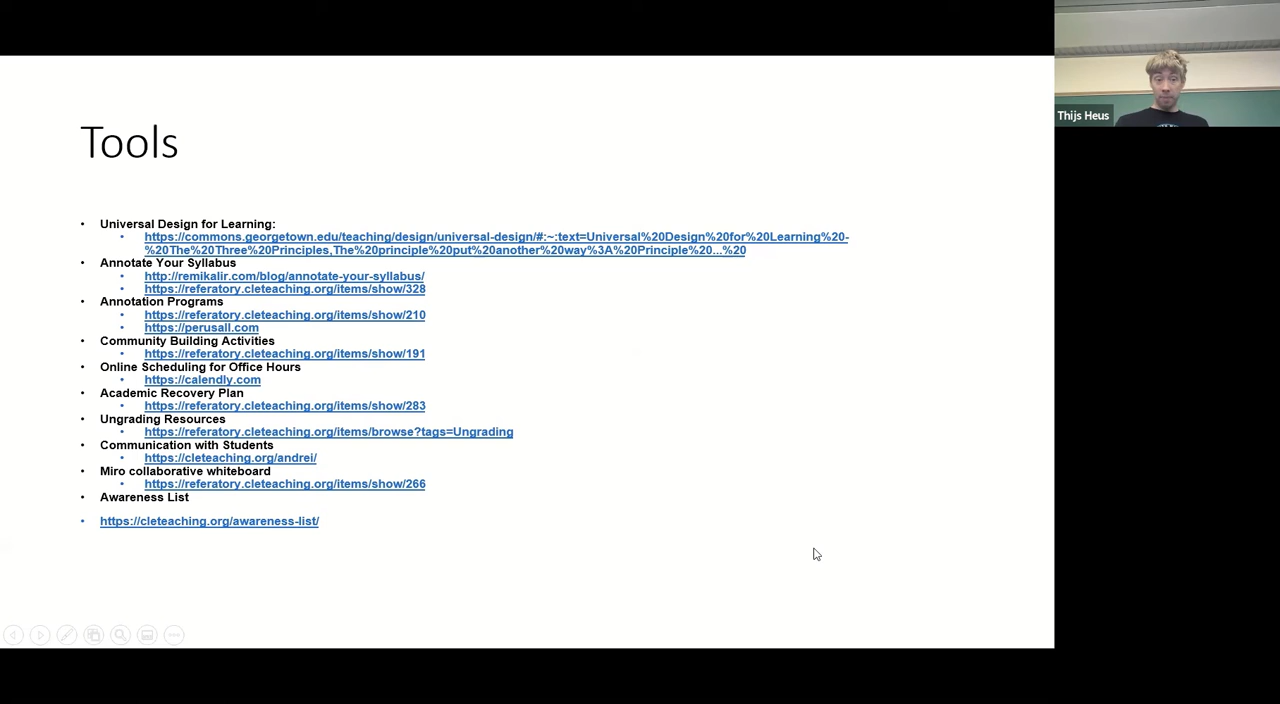 Tools
Universal Design for Learning:
https://commons.georgetown.edu/teaching/design/universal-design/#:~:text=Universal%20Design%20for%20Learning%20-
%20The%20Three%20Principles,The%20principle%20put%20another%20way%3A%20Principle%20...%20
Annotate Your Syllabus
http://remikalir.com/blog/annotate-your-syllabus/
https://referatory.cleteaching.org/items/show/328
Annotation Programs
https://referatory.cleteaching.org/items/show/210
https://perusall.com
Community Building Activities
https://referatory.cleteaching.org/items/show/191
Online Scheduling for Office Hours
https://calendly.com
Academic Recovery Plan
https://referatory.cleteaching.org/items/show/283
Ungrading Resources
https://referatory.cleteaching.org/items/browse?tags=Ungrading
Communication with Students
https://cleteaching.org/andrei/
Miro collaborative whiteboard
https://referatory.cleteaching.org/items/show/266
Awareness List
https://cleteaching.org/awareness-list/
Thijs Heus